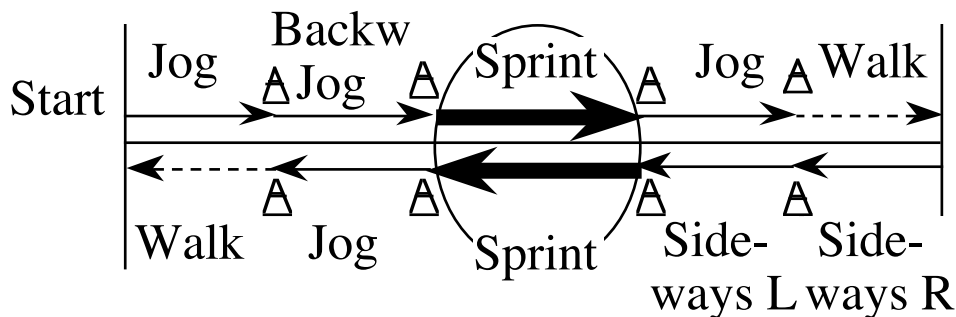 Backw
Jog Jog Sprint Jog Walk
Start
Walk Jog Sprint Side- Side-
ways L ways R